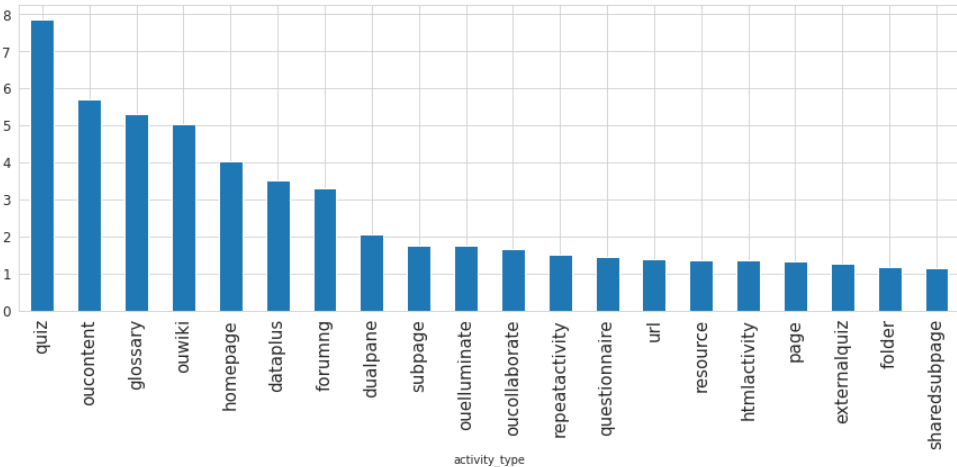 8
7
6
5
4
3
2
1
0
quiz
oucontent
glossary
ouwiki
homepage
dataplus
forumng
dualpane
subpage
ouelluminate
oucollaborate
repeatactivity
questionnaire
url
resource
htmlactivity
page
externalquiz
folder
sharedsubpage
activity_type